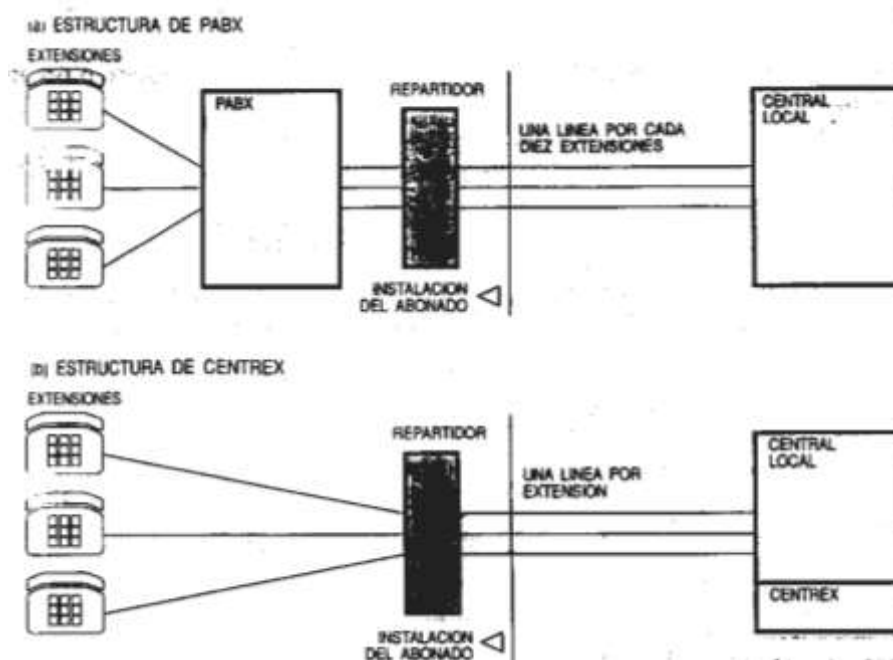 (a) ESTRUCTURA DE PABX
EXTENSIONES
PABX
REPARTIDOR
UNA LINEA POR CADA
DIEZ EXTENSIONES
CENTRAL
LOCAL
INSTALACION
DEL ABONADO
(b) ESTRUCTURA DE CENTREX
EXTENSIONES
REPARTIDOR
UNA LINEA POR
EXTENSION
CENTRAL
LOCAL
CENTREX
INSTALACION
DEL ABONADO